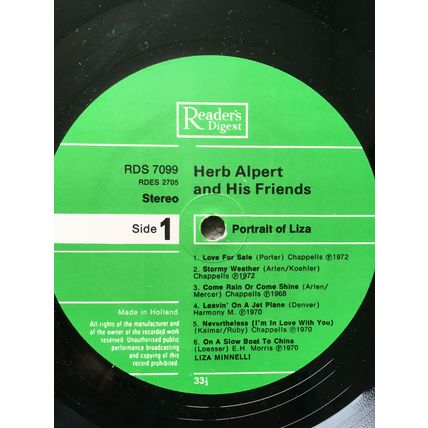 Reader's
Digest
RDS 7099
RDES 2705
Stereo
Herb Alpert
and His Friends
Side 1
Portrait of Liza
1. Love For Sale (Porter) Chappells ℗1972
2. Stormy Weather (Arlen/Koehler)
Chappells ℗1972
3. Come Rain Or Come Shine (Arlen/
Mercer) Chappells ℗1968
4. Leavin' On A Jet Plane (Denver)
Harmony M. ℗1970
5. Nevertheless (I'm In Love With You)
(Kalmar/Ruby) Chappells ℗1970
6. On A Slow Boat To China
(Loesser) E.H. Morris ℗1970
LIZA MINNELLI
Made in Holland
All rights of the manufacturer and
of the owner of the recorded work
reserved. Unauthorised public
performance broadcasting
and copying of this
record prohibited.
33⅓